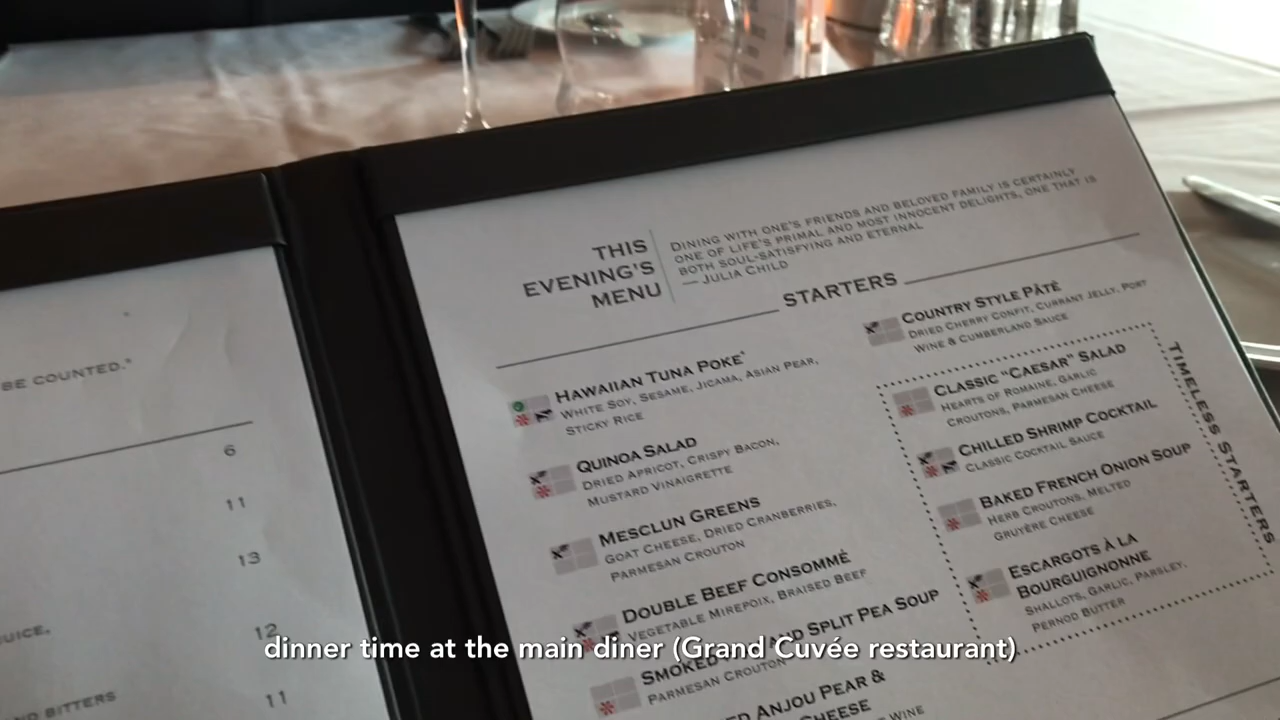 BE COUNTED."
6
11
13
JUICE,
12
ND BITTERS
11
THIS
EVENING'S
MENU
DINING WITH ONE'S FRIENDS AND BELOVED FAMILY IS CERTAINLY
ONE OF LIFE'S PRIMAL AND MOST INNOCENT DELIGHTS, ONE THAT IS
BOTH SOUL-SATISFYING AND ETERNAL
— JULIA CHILD
STARTERS
HAWAIIAN TUNA POKE*
WHITE SOY, SESAME, JICAMA, ASIAN PEAR,
STICKY RICE
QUINOA SALAD
DRIED APRICOT, CRISPY BACON,
MUSTARD VINAIGRETTE
MESCLUN GREENS
GOAT CHEESE, DRIED CRANBERRIES,
PARMESAN CROUTON
DOUBLE BEEF CONSOMMÉ
VEGETABLE MIREPOIX, BRAISED BEEF
SMOKED AND SPLIT PEA SOUP
PARMESAN CROUTON
ED ANJOU PEAR &
CHEESE
WINE
COUNTRY STYLE PÂTÉ
DRIED CHERRY CONFIT, CURRANT JELLY, PORT
WINE & CUMBERLAND SAUCE
CLASSIC "CAESAR" SALAD
HEARTS OF ROMAINE, GARLIC
CROUTONS, PARMESAN CHEESE
CHILLED SHRIMP COCKTAIL
CLASSIC COCKTAIL SAUCE
BAKED FRENCH ONION SOUP
HERB CROUTONS, MELTED
GRUYÈRE CHEESE
ESCARGOTS À LA
BOURGUIGNONNE
SHALLOTS, GARLIC, PARSLEY,
PERNOD BUTTER
TIMELESS STARTERS
dinner time at the main diner (Grand Cuvée restaurant)